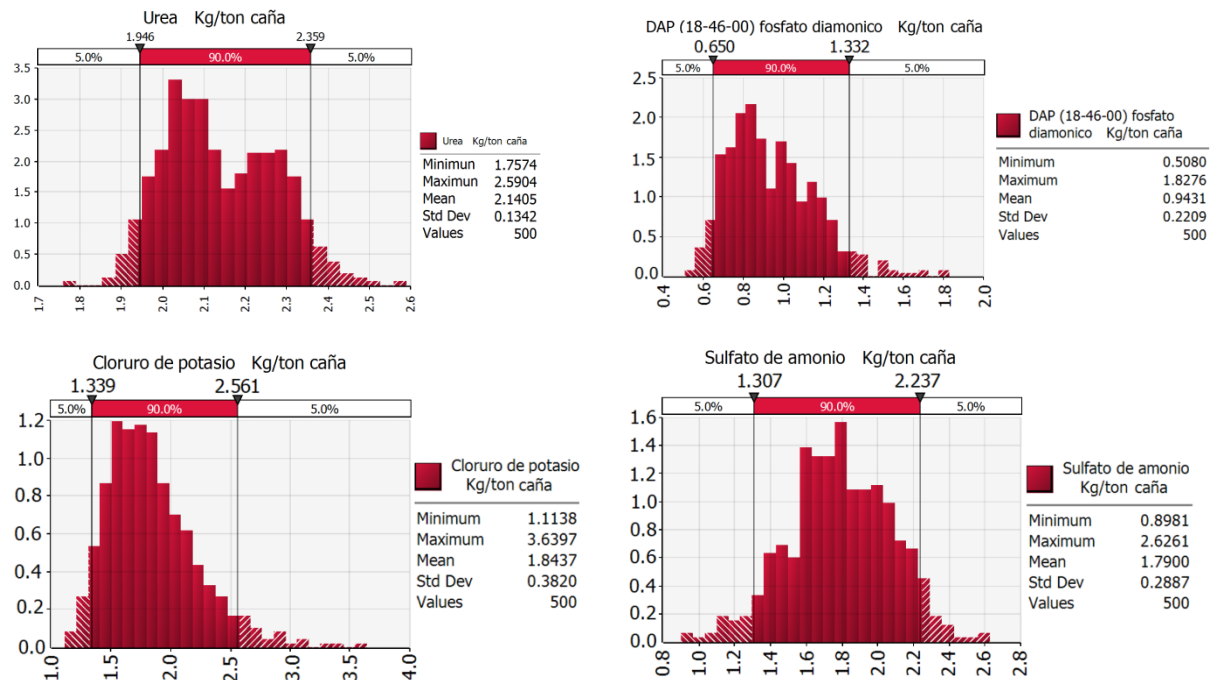 Urea Kg/ton caña
1.946 2.359
5.0% 90.0% 5.0%
3.5
3.0
2.5
2.0
1.5
1.0
0.5
0.0
1.7 1.8 1.9 2.0 2.1 2.2 2.3 2.4 2.5 2.6
Urea Kg/ton caña
Minimun 1.7574
Maximun 2.5904
Mean 2.1405
Std Dev 0.1342
Values 500
DAP (18-46-00) fosfato diamonico Kg/ton caña
0.650 1.332
5.0% 90.0% 5.0%
2.5
2.0
1.5
1.0
0.5
0.0
0.4 0.6 0.8 1.0 1.2 1.4 1.6 1.8 2.0
DAP (18-46-00) fosfato
diamonico Kg/ton caña
Minimum 0.5080
Maximum 1.8276
Mean 0.9431
Std Dev 0.2209
Values 500
Cloruro de potasio Kg/ton caña
1.339 2.561
5.0% 90.0% 5.0%
1.2
1.0
0.8
0.6
0.4
0.2
0.0
1.0 1.5 2.0 2.5 3.0 3.5 4.0
Cloruro de potasio
Kg/ton caña
Minimum 1.1138
Maximum 3.6397
Mean 1.8437
Std Dev 0.3820
Values 500
Sulfato de amonio Kg/ton caña
1.307 2.237
5.0% 90.0% 5.0%
1.6
1.4
1.2
1.0
0.8
0.6
0.4
0.2
0.0
0.8 1.0 1.2 1.4 1.6 1.8 2.0 2.2 2.4 2.6 2.8
Sulfato de amonio
Kg/ton caña
Minimum 0.8981
Maximum 2.6261
Mean 1.7900
Std Dev 0.2887
Values 500